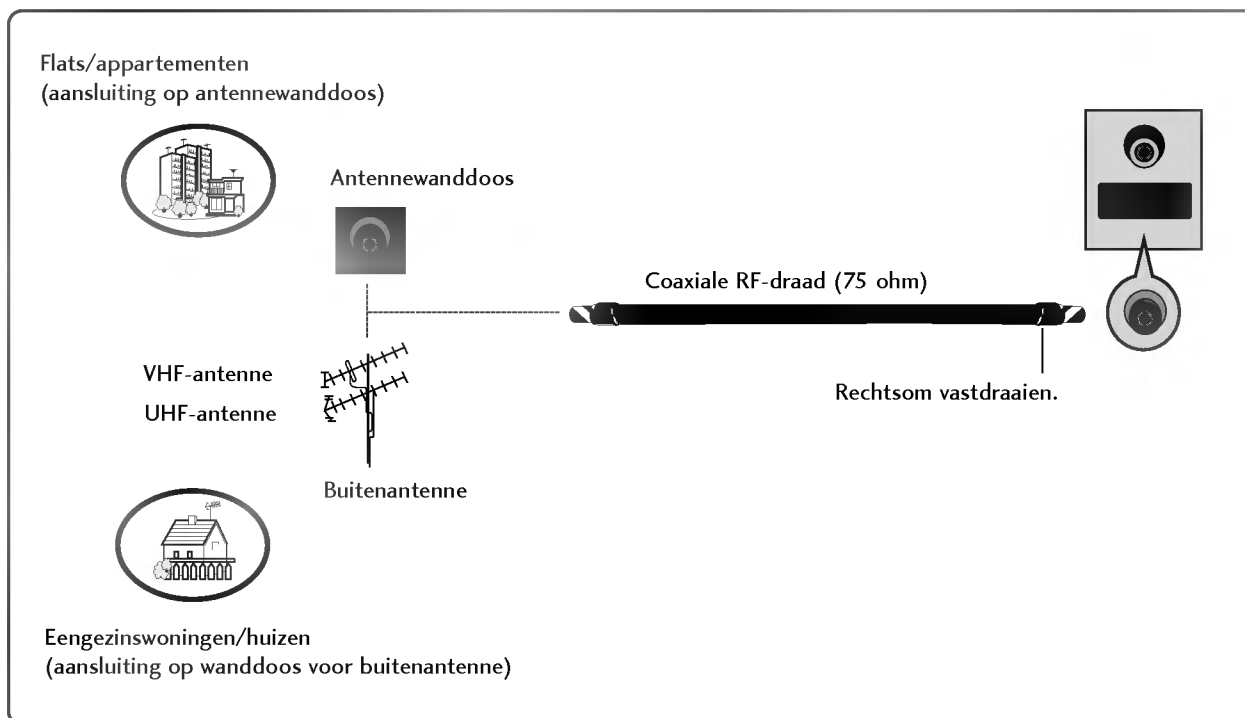 Flats/appartementen
(aansluiting op antennewanddoos)
Antennewanddoos
Coaxiale RF-draad (75 ohm)
VHF-antenne
UHF-antenne
Rechtsom vastdraaien.
Buitenantenne
Eengezinswoningen/huizen
(aansluiting op wanddoos voor buitenantenne)